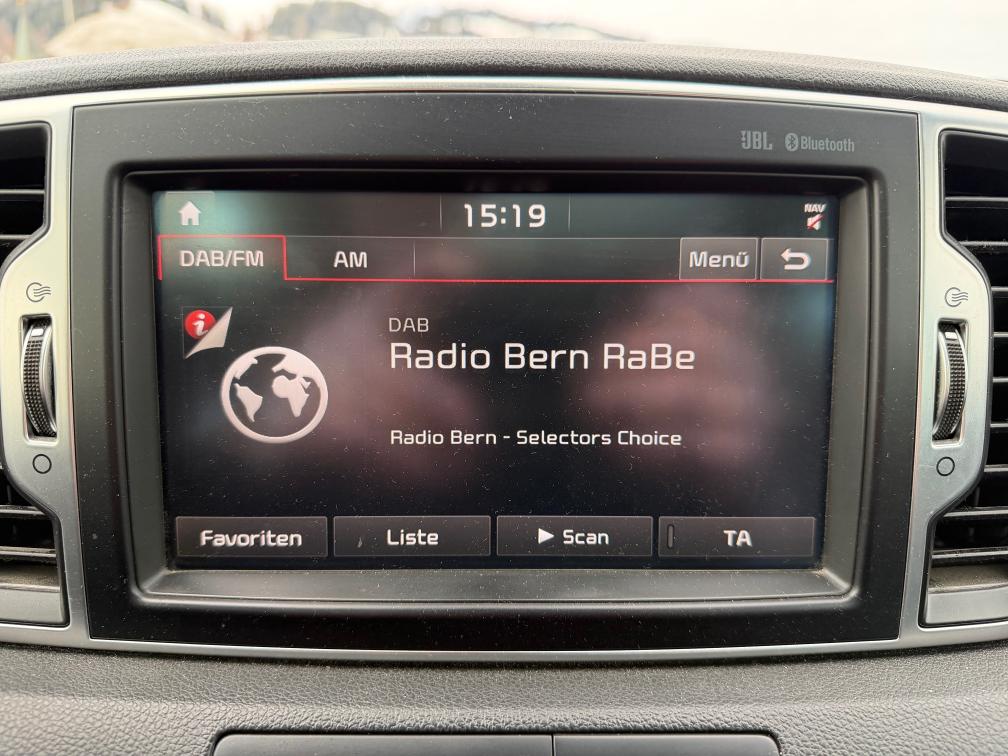 JBL Bluetooth
15:19
NAV
DAB/FM AM Menü
i
DAB
Radio Bern RaBe
Radio Bern - Selectors Choice
Favoriten Liste Scan TA